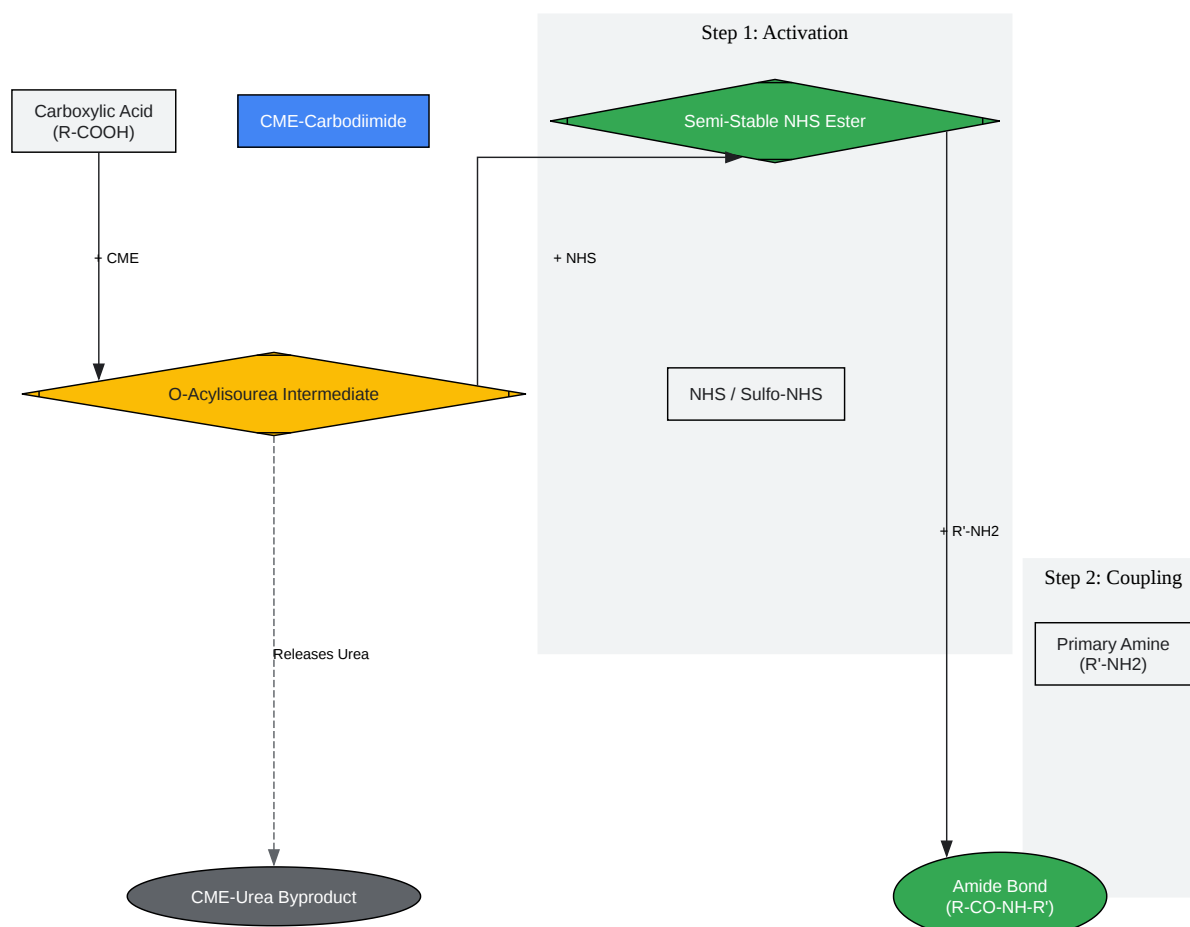 Step 1: Activation
Carboxylic Acid
(R-COOH)
CME-Carbodiimide
Semi-Stable NHS Ester
+ CME
+ NHS
O-Acylisourea Intermediate
NHS / Sulfo-NHS
+ R'-NH2
Step 2: Coupling
Primary Amine
(R'-NH2)
Releases Urea
CME-Urea Byproduct
Amide Bond
(R-CO-NH-R')